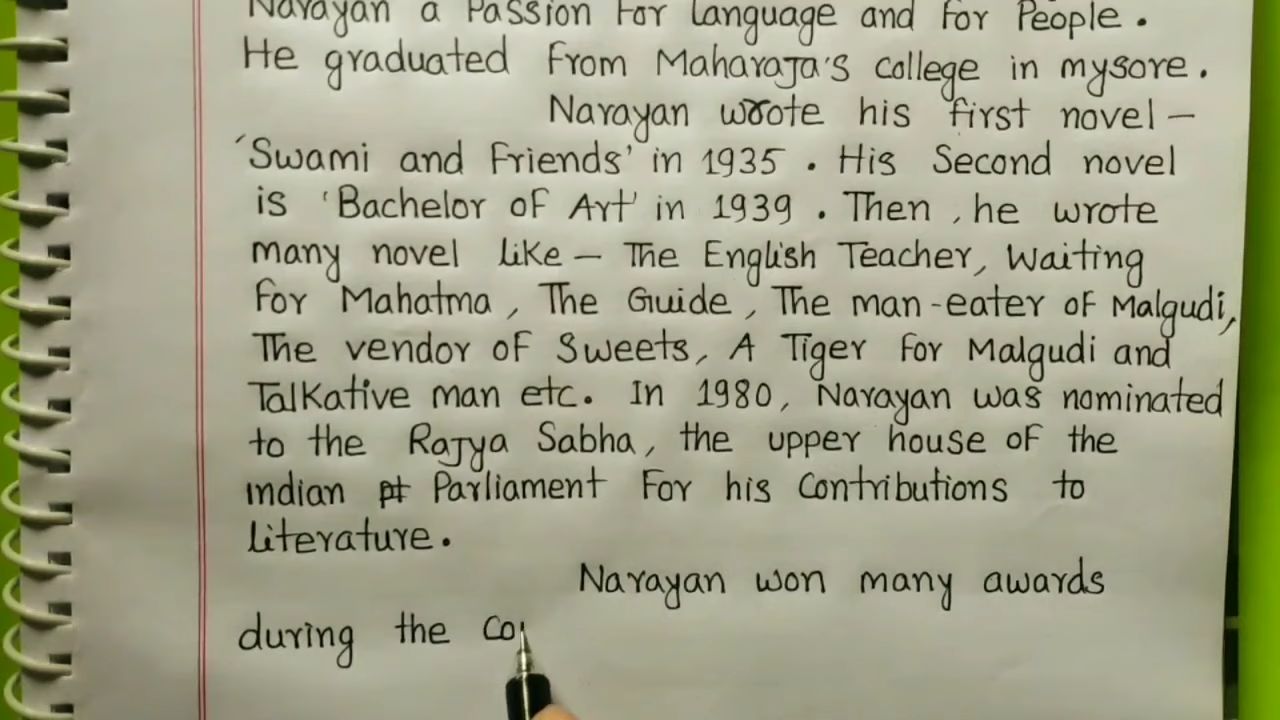 Narayan a Passion For language and For People.
He graduated From Maharaja's college in mysore.
Narayan wrote his first novel -
'Swami and Friends' in 1935. His Second novel
is 'Bachelor of Art' in 1939. Then, he wrote
many novel like - The English Teacher, Waiting
For Mahatma, The Guide, The man-eater of Malgudi,
The vendor of Sweets, A Tiger For Malgudi and
Talkative man etc. In 1980, Narayan was nominated
to the Rajya Sabha, the upper house of the
indian Parliament For his Contributions to
literature.
Narayan won many awards
during the co